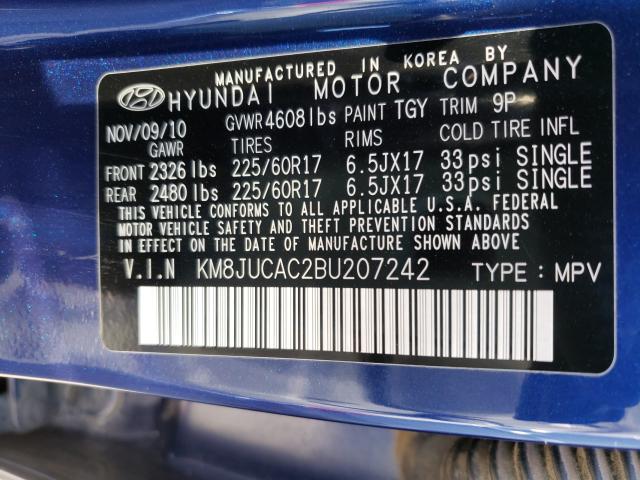 MANUFACTURED IN KOREA BY
HYUNDAI MOTOR COMPANY
NOV/09/10 GVWR 4608lbs PAINT TGY TRIM 9P
GAWR TIRES RIMS COLD TIRE INFL
FRONT 2326 lbs 225/60R17 6.5JX17 33psi SINGLE
REAR 2480 lbs 225/60R17 6.5JX17 33psi SINGLE
THIS VEHICLE CONFORMS TO ALL APPLICABLE U.S.A. FEDERAL
MOTOR VEHICLE SAFETY AND THEFT PREVENTION STANDARDS
IN EFFECT ON THE DATE OF MANUFACTURE SHOWN ABOVE.
V.I.N KM8JUCAC2BU207242 TYPE : MPV